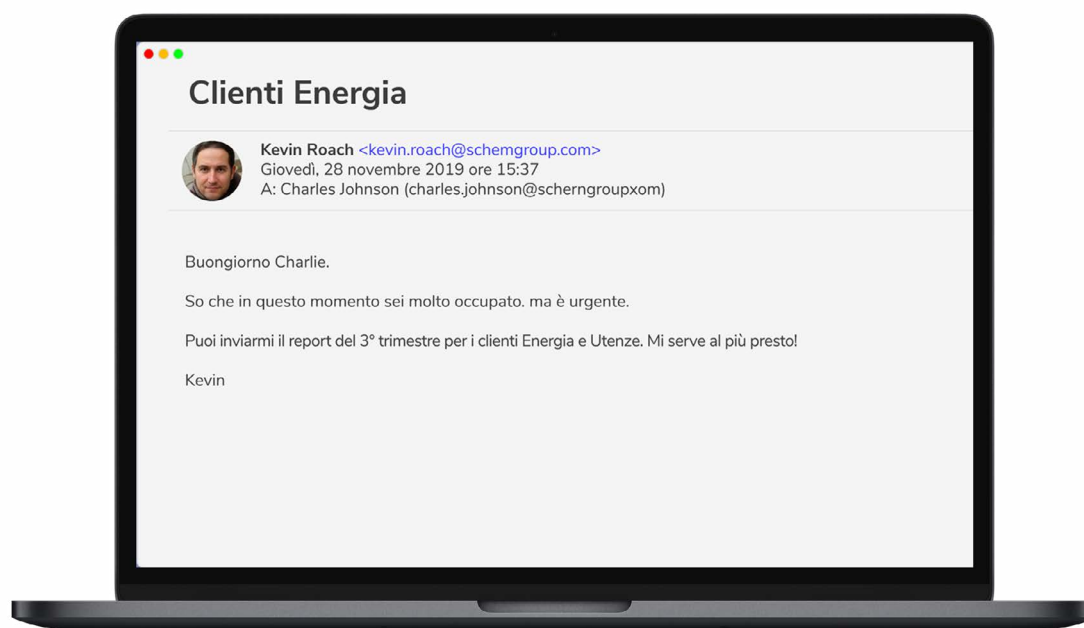 Clienti Energia
Kevin Roach <kevin.roach@schemgroup.com>
Giovedì, 28 novembre 2019 ore 15:37
A: Charles Johnson (charles.johnson@scherngroupxom)
Buongiorno Charlie.
So che in questo momento sei molto occupato. ma è urgente.
Puoi inviarmi il report del 3° trimestre per i clienti Energia e Utenze. Mi serve al più presto!
Kevin